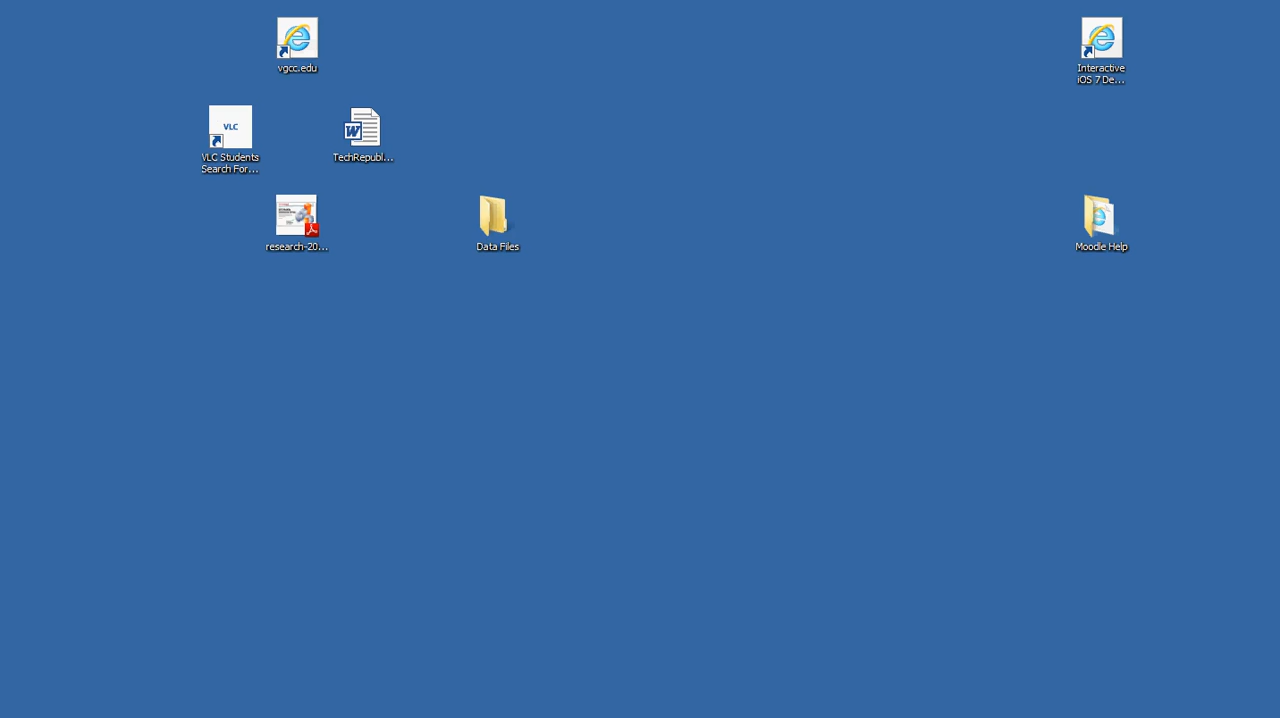 vgcc.edu
Interactive
iOS 7 De...
VLC
VLC Students
Search For...
TechRepubl...
research-20...
Data Files
Moodle Help